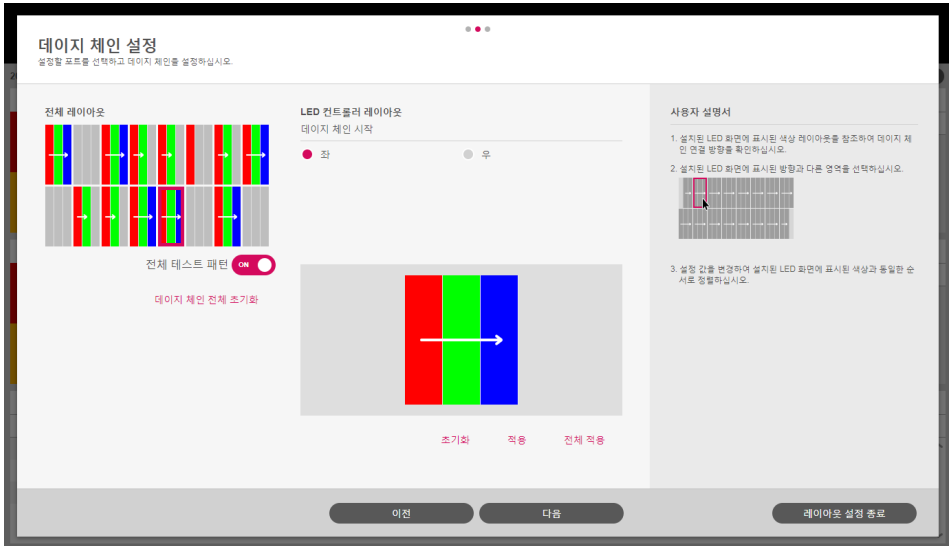 데이지 체인 설정
설정할 포트를 선택하고 데이지 체인을 설정하십시오.
전체 레이아웃
전체 테스트 패턴 ON
데이지 체인 전체 초기화
LED 컨트롤러 레이아웃
데이지 체인 시작
좌
우
초기화
적용
전체 적용
사용자 설명서
1. 설치된 LED 화면에 표시된 색상 레이아웃을 참조하여 데이지 체
인 연결 방향을 확인하십시오.
2. 설치된 LED 화면에 표시된 방향과 다른 영역을 선택하십시오.
3. 설정 값을 변경하여 설치된 LED 화면에 표시된 색상과 동일한 순
서로 정렬하십시오.
이전
다음
레이아웃 설정 종료